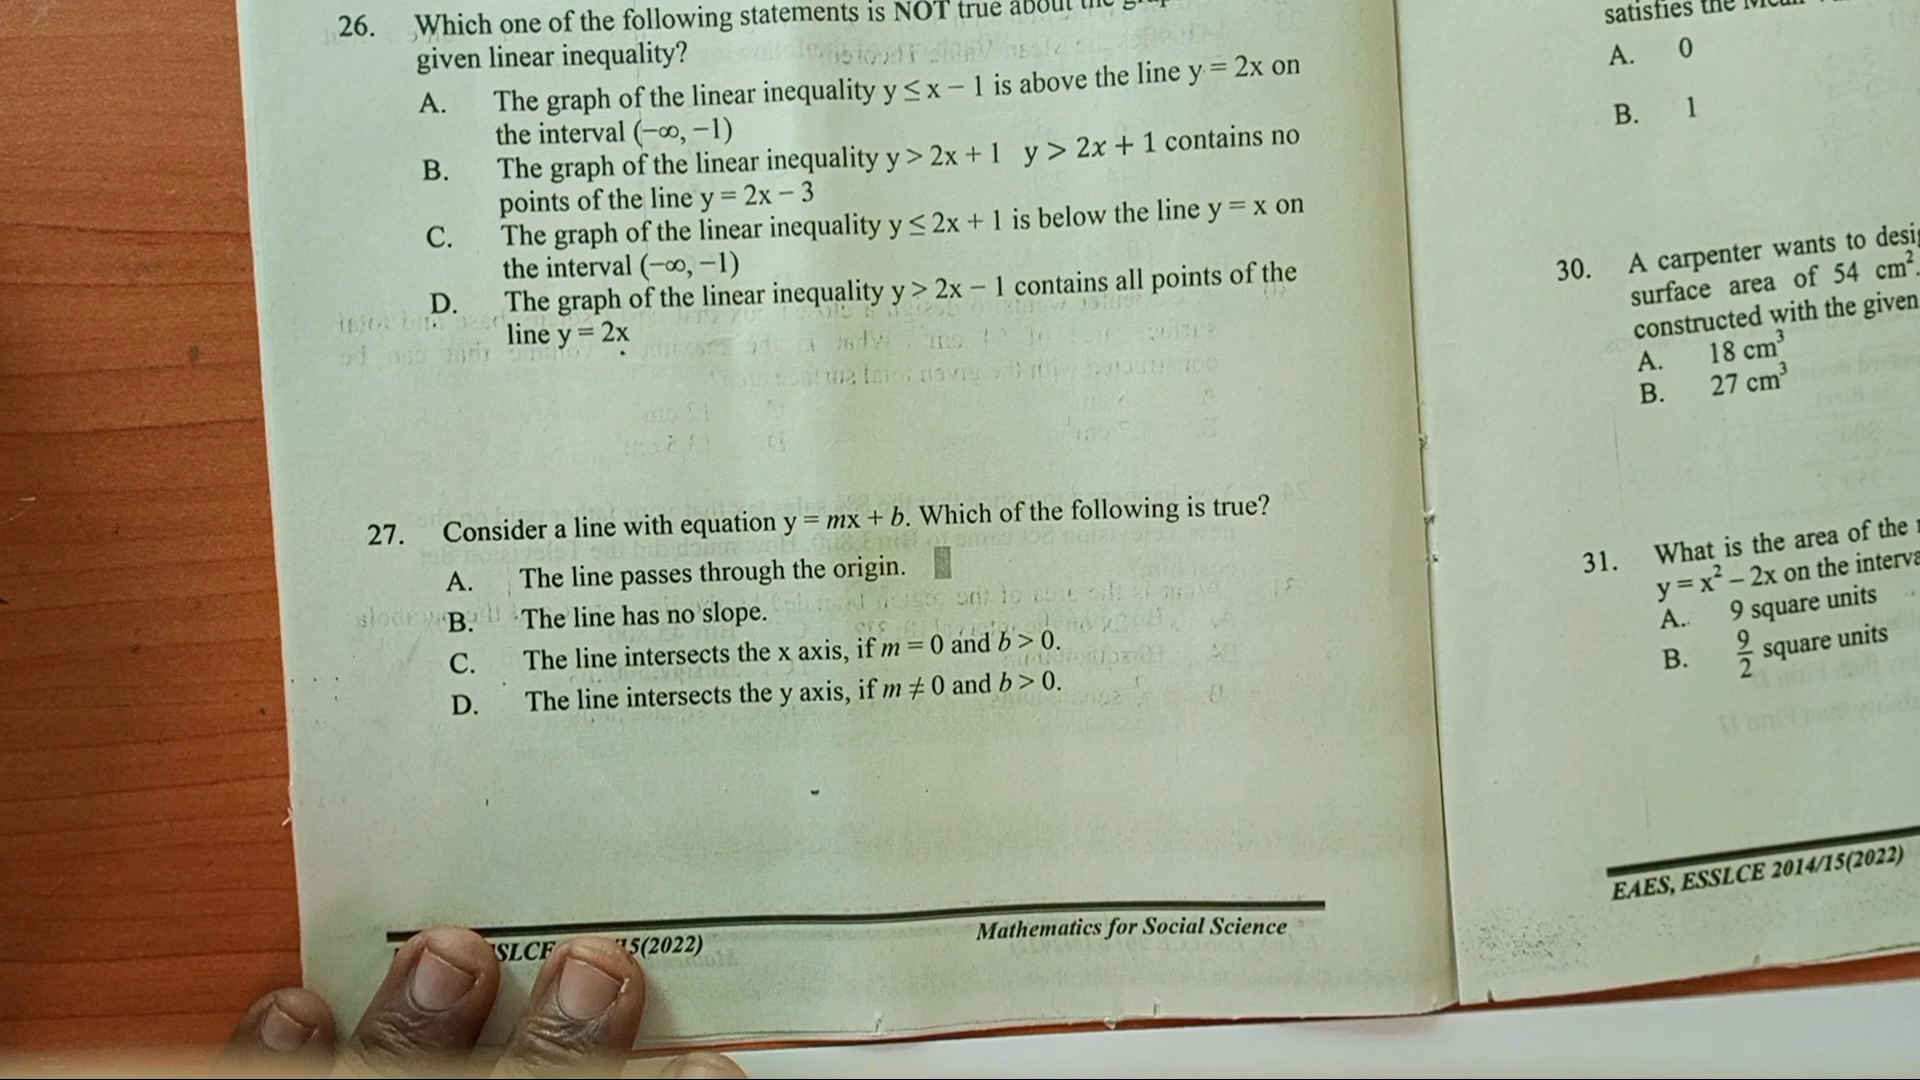 26. Which one of the following statements is NOT true about the
given linear inequality?
A. The graph of the linear inequality y ≤ x − 1 is above the line y = 2x on
the interval (−∞, −1)
B. The graph of the linear inequality y > 2x + 1 y > 2x + 1 contains no
points of the line y = 2x − 3
C. The graph of the linear inequality y ≤ 2x + 1 is below the line y = x on
the interval (−∞, −1)
D. The graph of the linear inequality y > 2x − 1 contains all points of the
line y = 2x
27. Consider a line with equation y = mx + b. Which of the following is true?
A. The line passes through the origin.
B. The line has no slope.
C. The line intersects the x axis, if m = 0 and b > 0.
D. The line intersects the y axis, if m ≠ 0 and b > 0.
15(2022) Mathematics for Social Science
satisfies the
A. 0
B. 1
30. A carpenter wants to
surface area of 54 cm².
constructed with the given
A. 18 cm³
B. 27 cm³
31. What is the area of the
y = x² − 2x on the
A. 9 square units
B. 9/2 square units
EAES, ESSLCE 2014/15(2022)